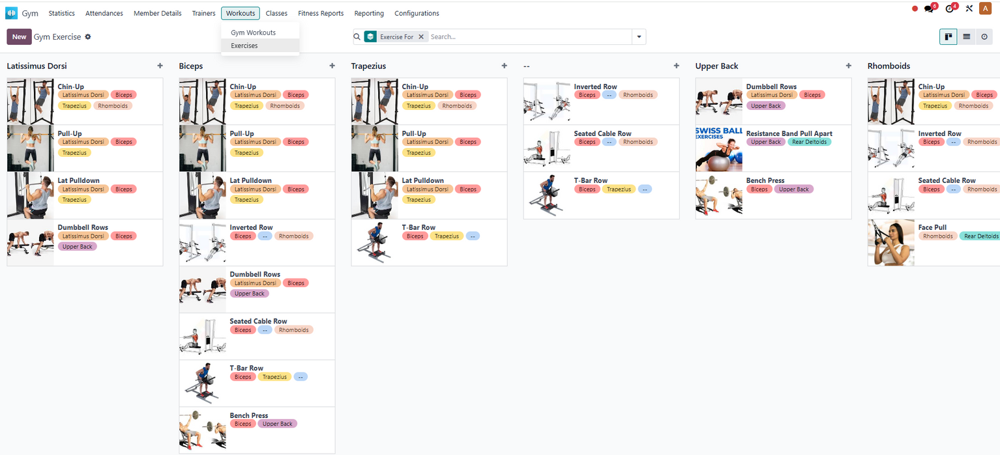 Gym Statistics Attendances Member Details Trainers Workouts Classes Fitness Reports Reporting Configurations 6 4 A
New Gym Exercise Exercise For Search...
Gym Workouts
Exercises
Latissimus Dorsi
Chin-Up
Latissimus Dorsi Biceps
Trapezius Rhomboids
Pull-Up
Latissimus Dorsi Biceps
Trapezius
Lat Pulldown
Latissimus Dorsi Biceps
Trapezius
Dumbbell Rows
Latissimus Dorsi Biceps
Upper Back
Biceps
Chin-Up
Latissimus Dorsi Biceps
Trapezius Rhomboids
Pull-Up
Latissimus Dorsi Biceps
Trapezius
Lat Pulldown
Latissimus Dorsi Biceps
Trapezius
Inverted Row
Biceps -- Rhomboids
Dumbbell Rows
Latissimus Dorsi Biceps
Upper Back
Seated Cable Row
Biceps -- Rhomboids
T-Bar Row
Biceps Trapezius --
Bench Press
Biceps Upper Back
Trapezius
Chin-Up
Latissimus Dorsi Biceps
Trapezius Rhomboids
Pull-Up
Latissimus Dorsi Biceps
Trapezius
Lat Pulldown
Latissimus Dorsi Biceps
Trapezius
T-Bar Row
Biceps Trapezius --
--
Inverted Row
Biceps -- Rhomboids
Seated Cable Row
Biceps -- Rhomboids
T-Bar Row
Biceps Trapezius --
Upper Back
Dumbbell Rows
Latissimus Dorsi Biceps
Upper Back
SWISS BALL
EXERCISES
Resistance Band Pull Apart
Upper Back Rear Deltoids
Bench Press
Biceps Upper Back
Rhomboids
Chin-Up
Latissimus Dorsi Biceps
Trapezius Rhomboids
Inverted Row
Biceps -- Rhomboids
Seated Cable Row
Biceps -- Rhomboids
Face Pull
Rhomboids Rear Deltoids